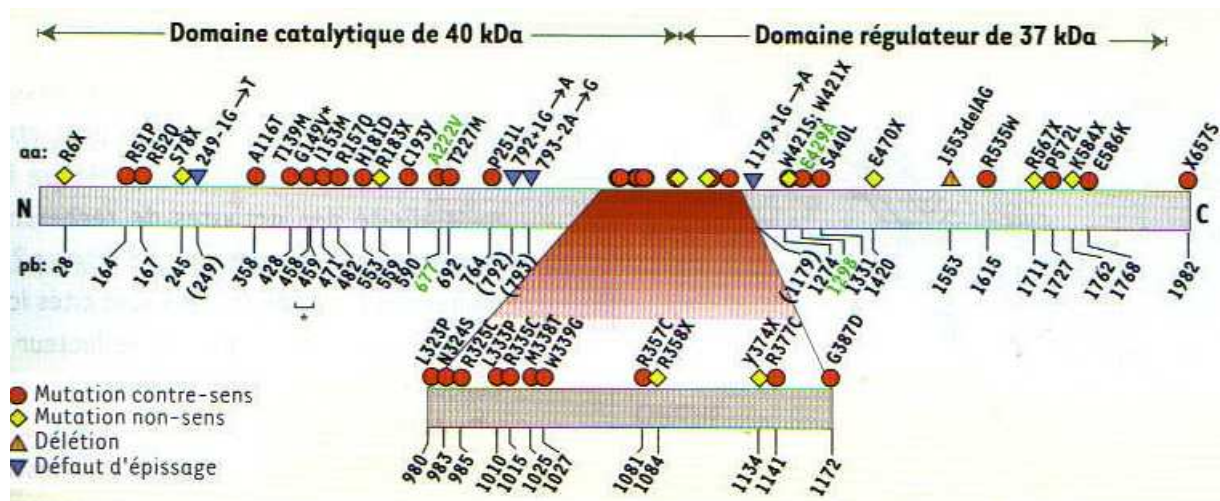 Domaine catalytique de 40 kDa
Domaine régulateur de 37 kDa
aa:
R6X
R51P
R52Q
S78X
249-1G→T
A116T
T139M
G149V*
T153M
R157Q
H181D
R183X
C193Y
A222V
T227M
P251L
792+1G→A
793-2A→G
1179+1G→A
W421S; W421X
E429A
S440L
E470X
1553delAG
R535W
R567X
P572L
K584X
E586K
X657S
N
C
pb:
28
164
167
245
(249)
358
428
458
459
*
471
482
553
559
590
677
692
764
(792)
(793)
(1179)
1274
1298
1331
1420
1553
1615
1711
1727
1762
1768
1982
L323P
N324S
R325C
L333P
R335C
M338T
W339G
R357C
R358X
Y374X
R377C
G387D
980
983
985
1010
1015
1025
1027
1081
1084
1134
1141
1172
Mutation contre-sens
Mutation non-sens
Délétion
Défaut d'épissage